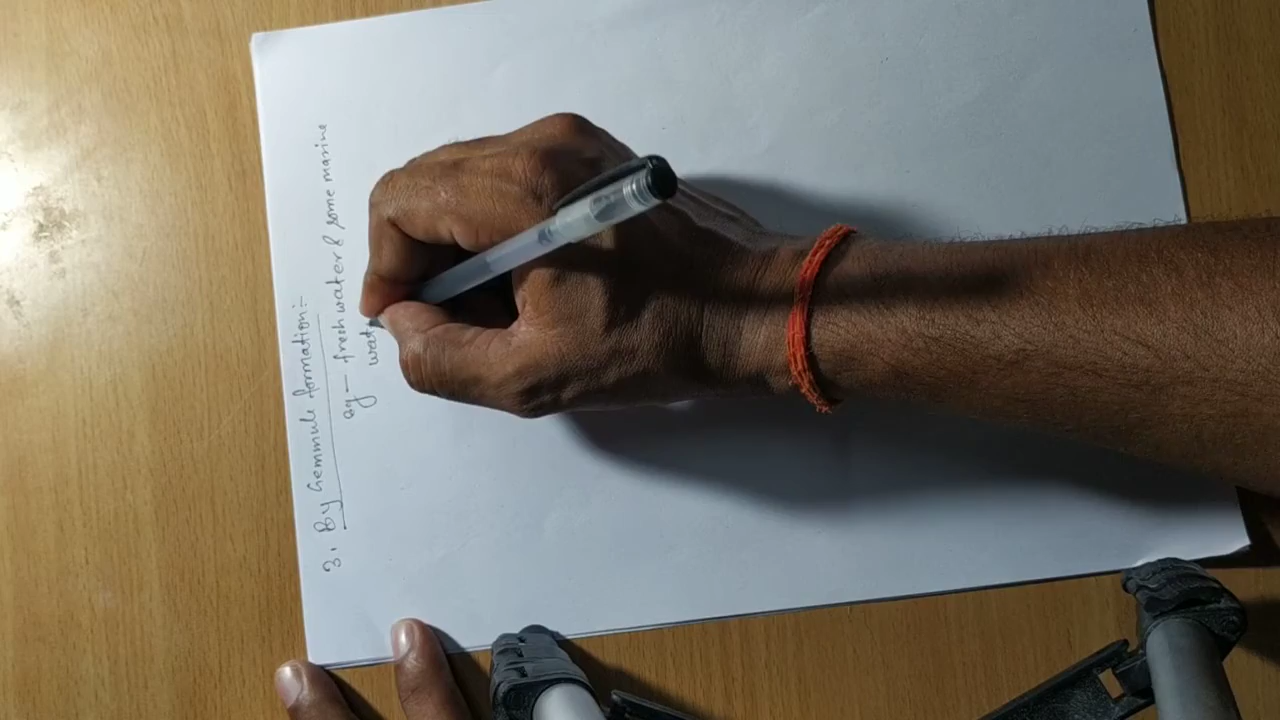 3. By Gemmule formation:-
eg — fresh water & some marine
wat